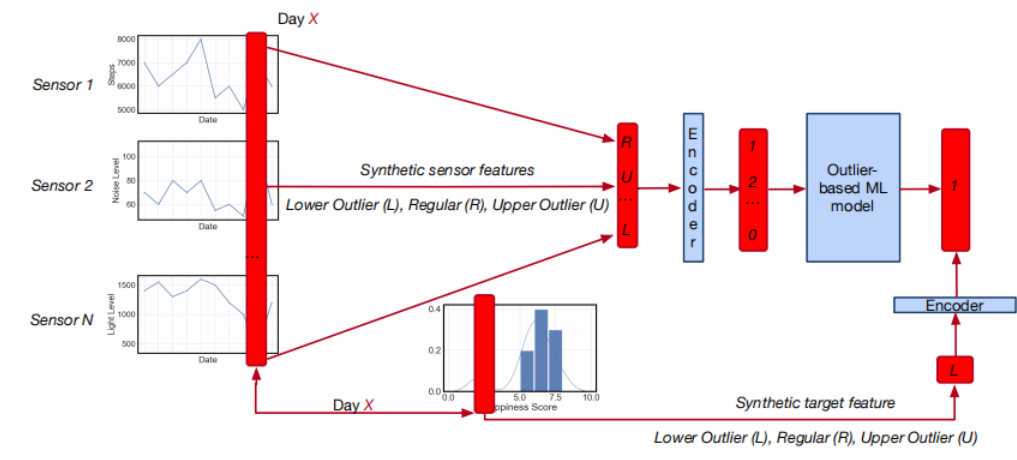 Day X
Sensor 1
Steps
8000
7000
6000
5000
Date
Sensor 2
Noise Level
100
80
60
Date
...
Sensor N
Light Level
1500
1000
500
Date
Synthetic sensor features
Lower Outlier (L), Regular (R), Upper Outlier (U)
R
U
...
L
Encoder
1
2
...
0
Outlier-
based ML
model
1
Encoder
L
0.4
0.2
0.0
0.0
5.0
7.5
10.0
ppiness Score
Day X
Synthetic target feature
Lower Outlier (L), Regular (R), Upper Outlier (U)